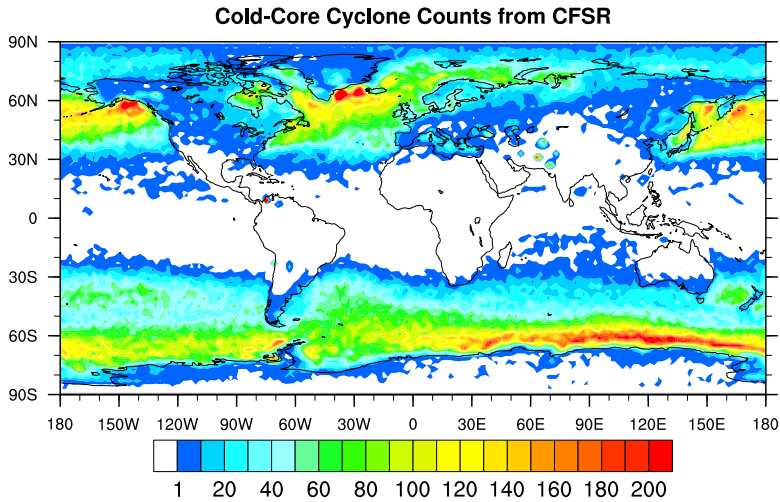 Cold-Core Cyclone Counts from CFSR
90N
60N
30N
0
30S
60S
90S
180 150W 120W 90W 60W 30W 0 30E 60E 90E 120E 150E 180
1 20 40 60 80 100 120 140 160 180 200